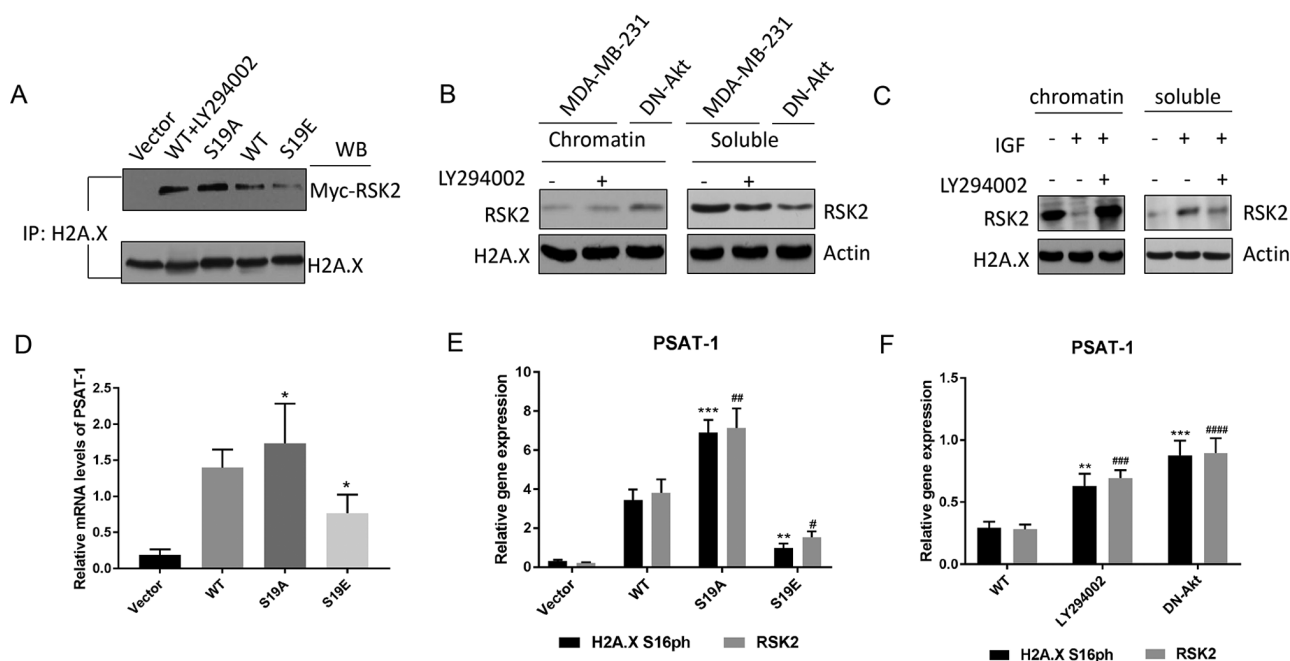 A
Vector
WT+LY294002
S19A
WT
S19E
WB
Myc-RSK2
IP: H2A.X
H2A.X
B
MDA-MB-231
DN-Akt
MDA-MB-231
DN-Akt
Chromatin
Soluble
LY294002
-
+
-
+
RSK2
RSK2
H2A.X
Actin
C
chromatin
soluble
IGF
-
+
+
-
+
+
LY294002
+
+
RSK2
RSK2
H2A.X
Actin
D
Relative mRNA levels of PSAT-1
2.5
2.0
1.5
1.0
0.5
0.0
*
*
Vector
WT
S19A
S19E
E
PSAT-1
Relative gene expression
10
8
6
4
2
0
***
##
**
#
Vector
WT
S19A
S19E
H2A.X S16ph
RSK2
F
PSAT-1
Relative gene expression
1.5
1.0
0.5
0.0
**
###
***
####
WT
LY294002
DN-Akt
H2A.X S16ph
RSK2